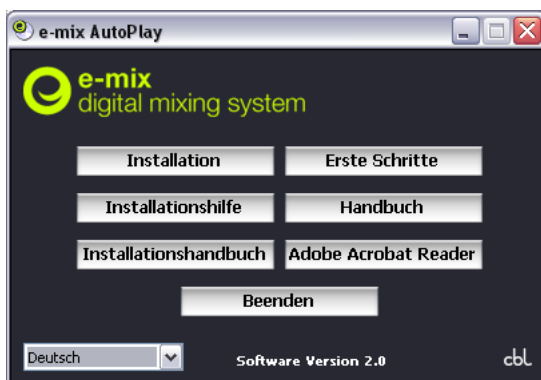 e-mix AutoPlay
e-mix
digital mixing system
Installation
Erste Schritte
Installationshilfe
Handbuch
Installationshandbuch
Adobe Acrobat Reader
Beenden
Deutsch
Software Version 2.0
cbl